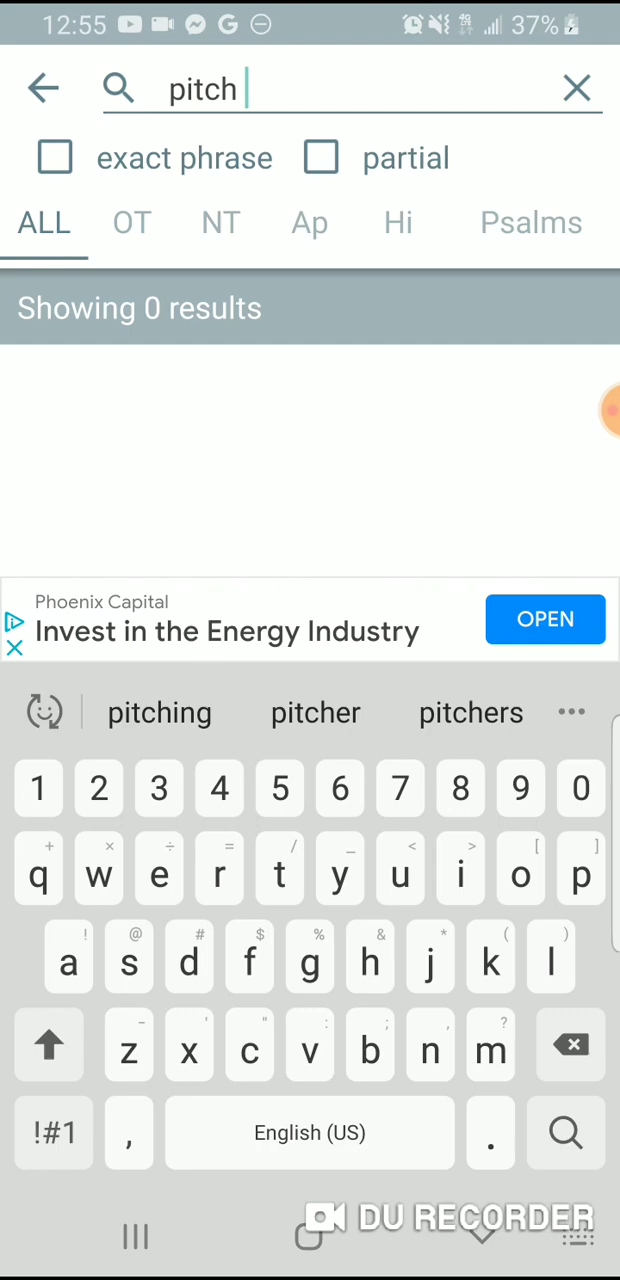 12:55 37%
pitch
exact phrase partial
ALL OT NT Ap Hi Psalms
Showing 0 results
Phoenix Capital
Invest in the Energy Industry
OPEN
pitching pitcher pitchers
1 2 3 4 5 6 7 8 9 0
+ × ÷ = / _ < > [ ]
q w e r t y u i o p
! @ # $ % & * ( )
a s d f g h j k l
- ' " : ; , ?
z x c v b n m
!#1 , English (US) .
DU RECORDER